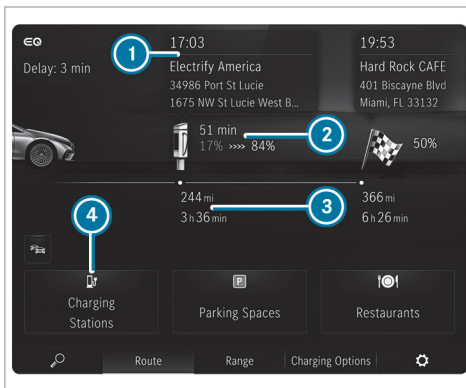 EQ
Delay: 3 min
17:03
Electrify America
34986 Port St Lucie
1675 NW St Lucie West B...
19:53
Hard Rock CAFE
401 Biscayne Blvd
Miami, FL 33132
1
51 min
17% »»» 84%
2
50%
244 mi
3 h 36 min
3
366 mi
6 h 26 min
4
Charging
Stations
P
Parking Spaces
Restaurants
Route
Range
Charging Options